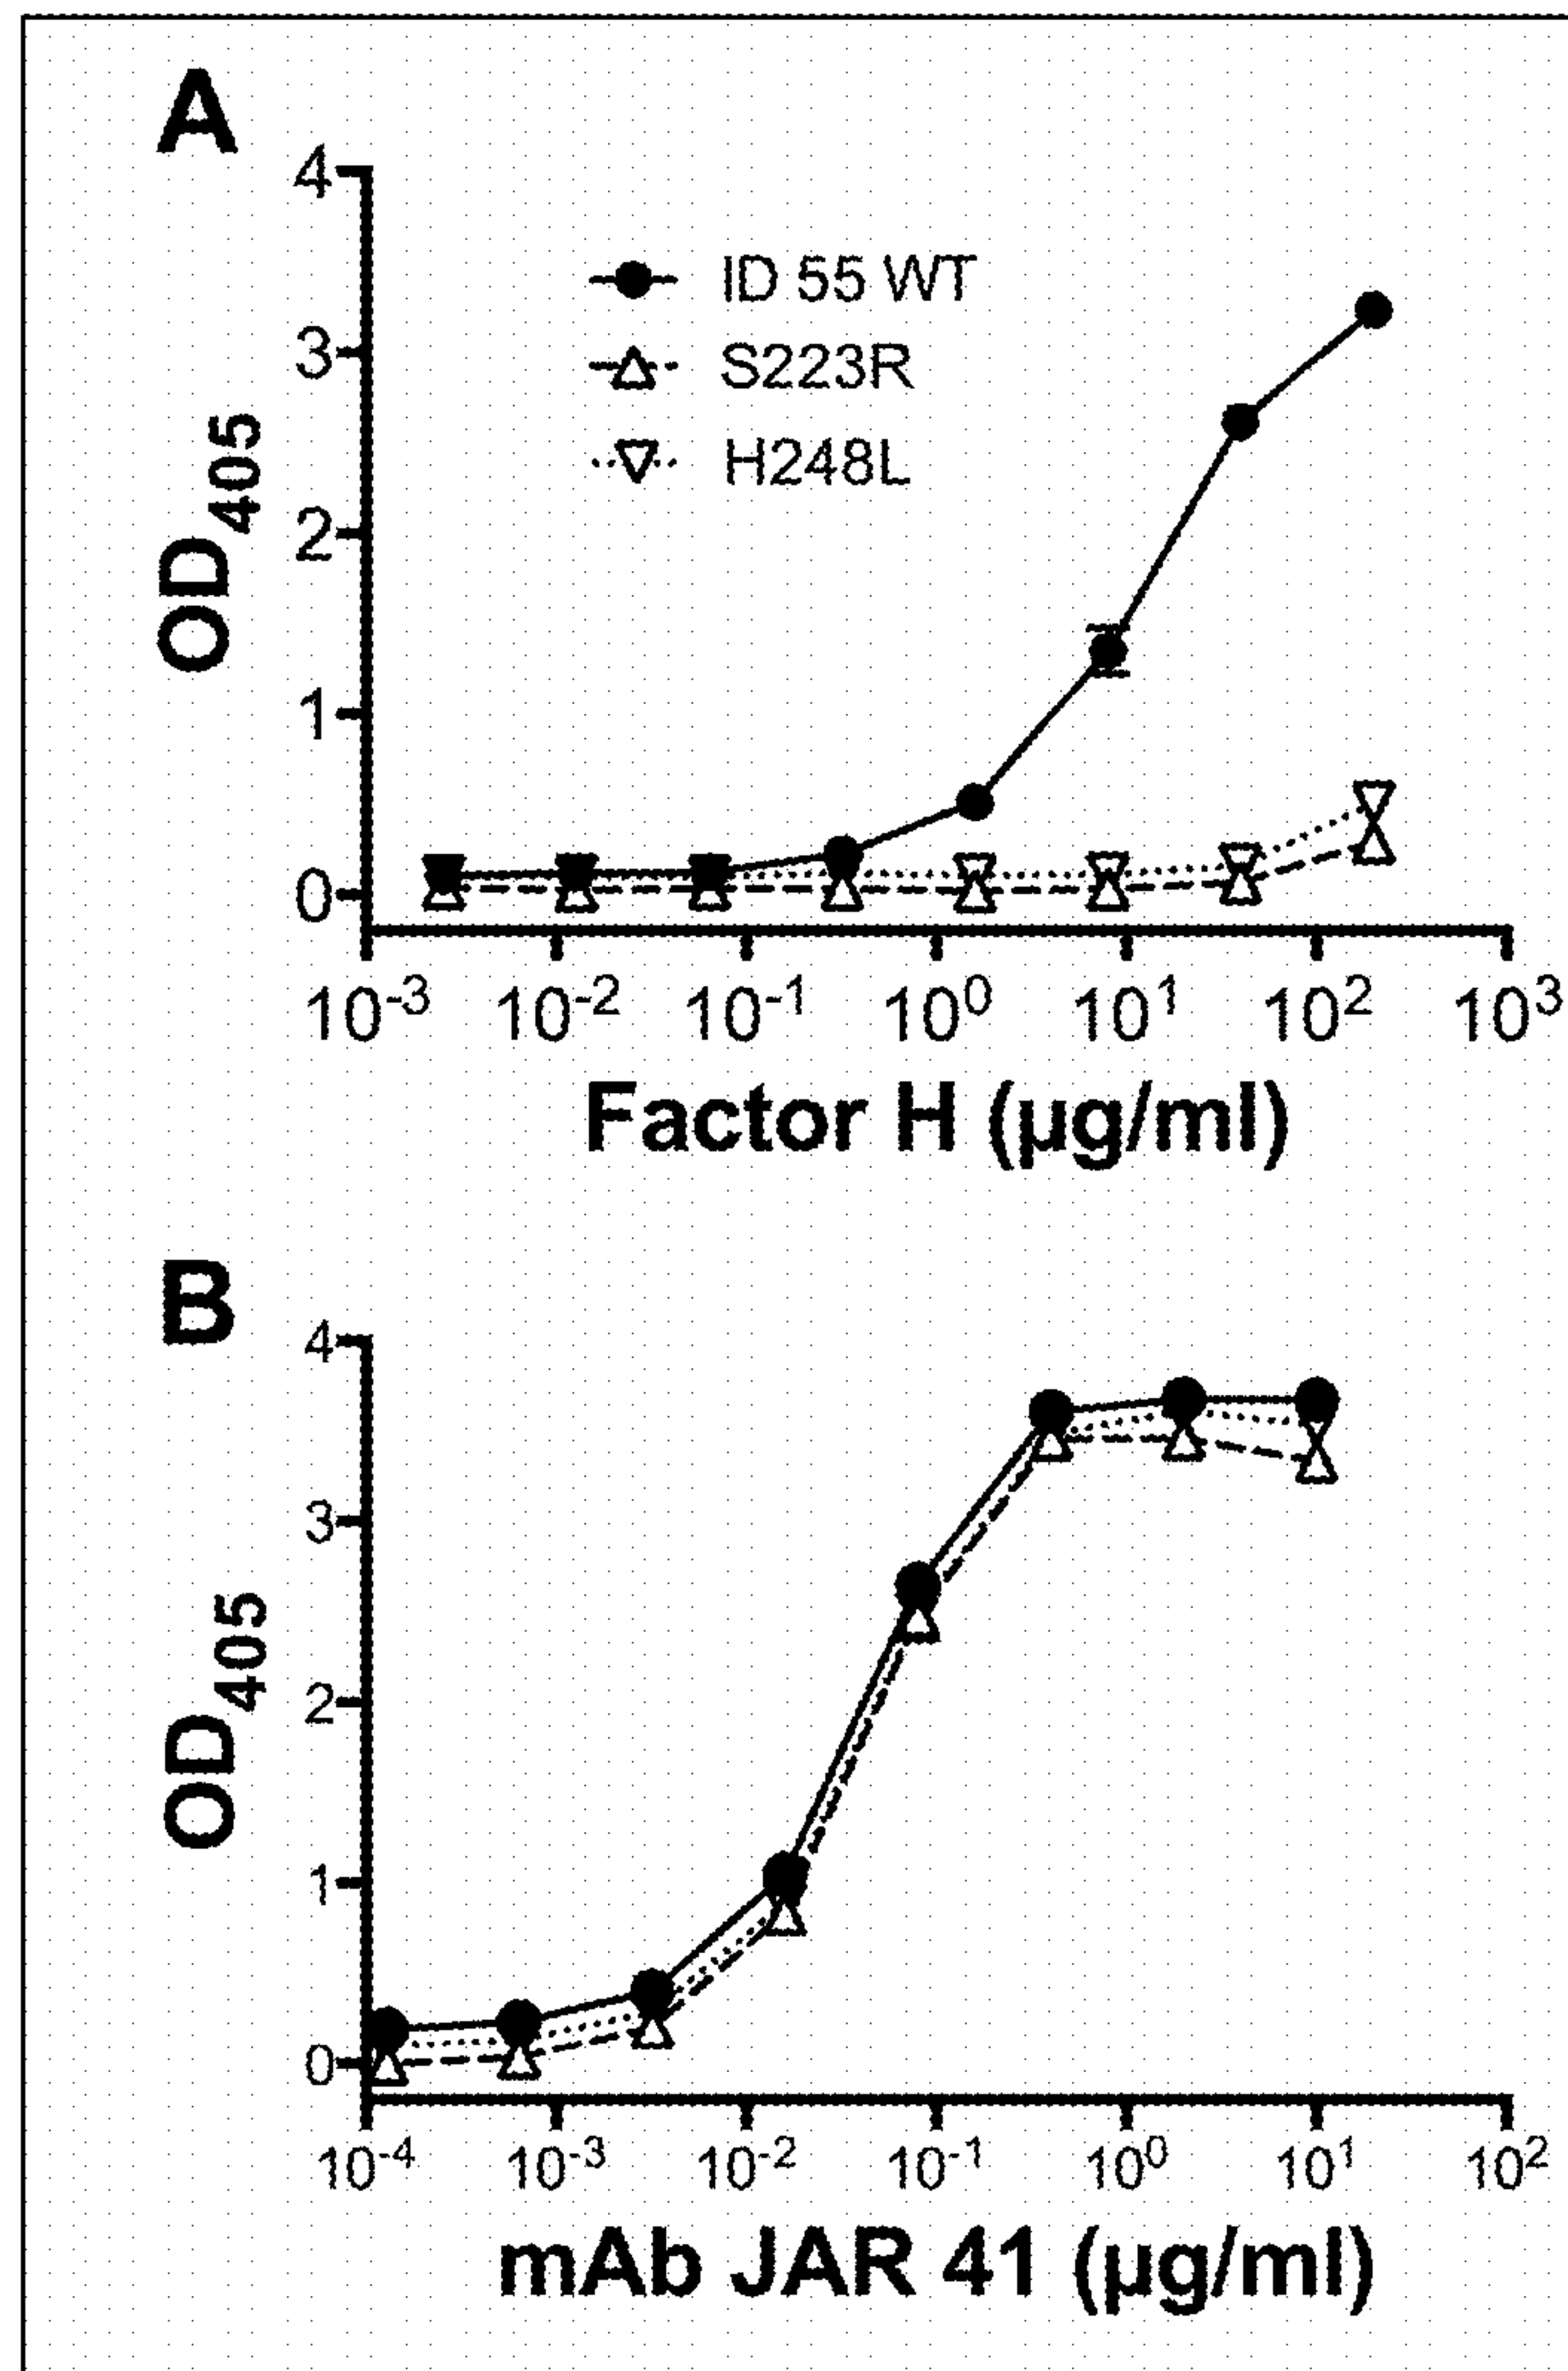 A
4
3
2
1
0
OD405
ID 55 WT
S223R
H248L
10-3 10-2 10-1 100 101 102 103
Factor H (µg/ml)
B
4
3
2
1
0
OD405
10-4 10-3 10-2 10-1 100 101 102
mAb JAR 41 (µg/ml)